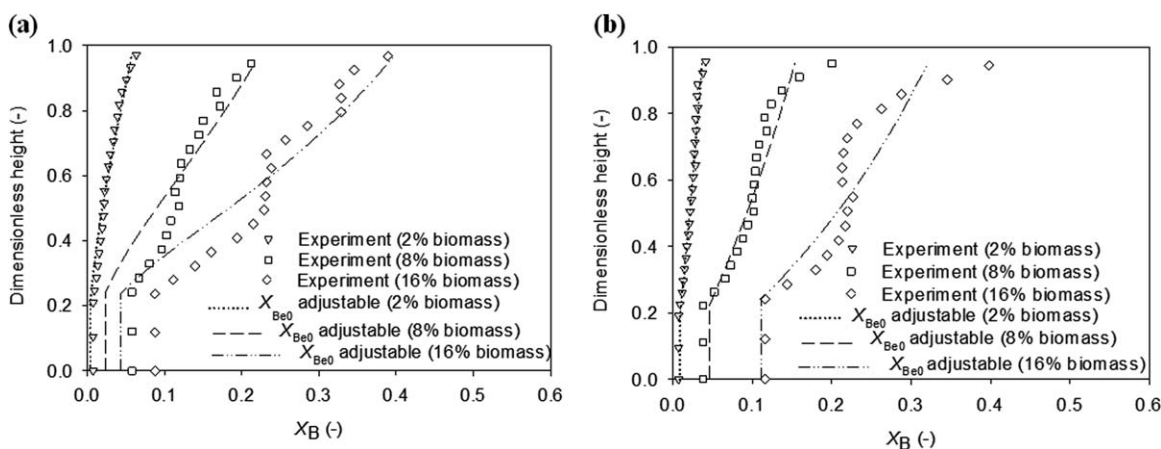 (a)
1.0
0.8
0.6
0.4
0.2
0.0
Dimensionless height (-)
Experiment (2% biomass)
Experiment (8% biomass)
Experiment (16% biomass)
XBe0 adjustable (2% biomass)
XBe0 adjustable (8% biomass)
XBe0 adjustable (16% biomass)
0.0 0.1 0.2 0.3 0.4 0.5 0.6
XB (-)
(b)
1.0
0.8
0.6
0.4
0.2
0.0
Dimensionless height (-)
Experiment (2% biomass)
Experiment (8% biomass)
Experiment (16% biomass)
XBe0 adjustable (2% biomass)
XBe0 adjustable (8% biomass)
XBe0 adjustable (16% biomass)
0.0 0.1 0.2 0.3 0.4 0.5 0.6
XB (-)